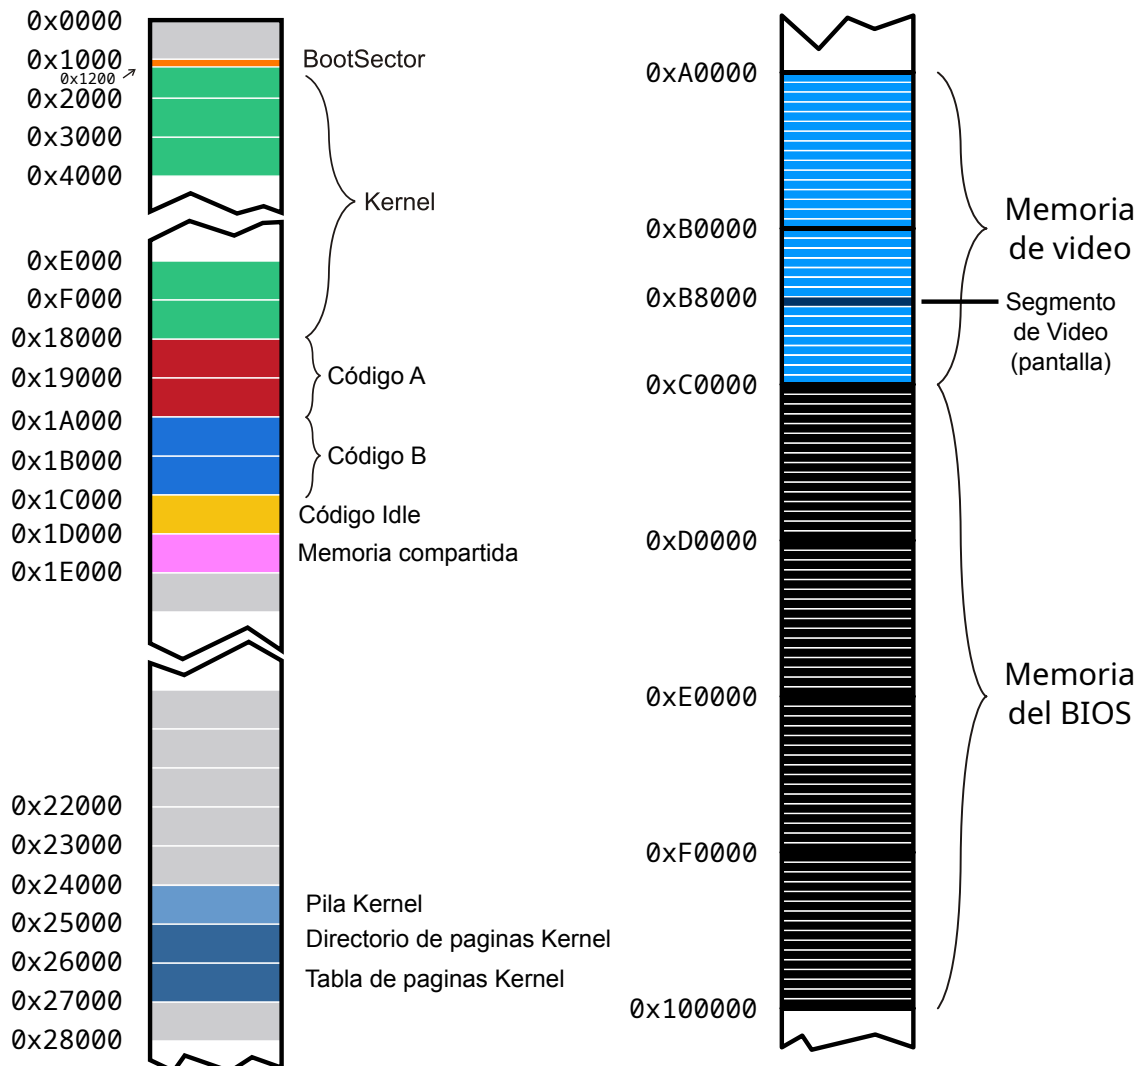 0x0000
0x1000
BootSector
0x1200
0x2000
0x3000
0x4000
Kernel
0xE000
0xF000
0x18000
0x19000
Código A
0x1A000
0x1B000
Código B
0x1C000
Código Idle
0x1D000
Memoria compartida
0x1E000
0x22000
0x23000
0x24000
Pila Kernel
0x25000
Directorio de paginas Kernel
0x26000
Tabla de paginas Kernel
0x27000
0x28000
0xA0000
Memoria
de video
0xB0000
0xB8000
Segmento
de Video
(pantalla)
0xC0000
0xD0000
0xE0000
Memoria
del BIOS
0xF0000
0x100000